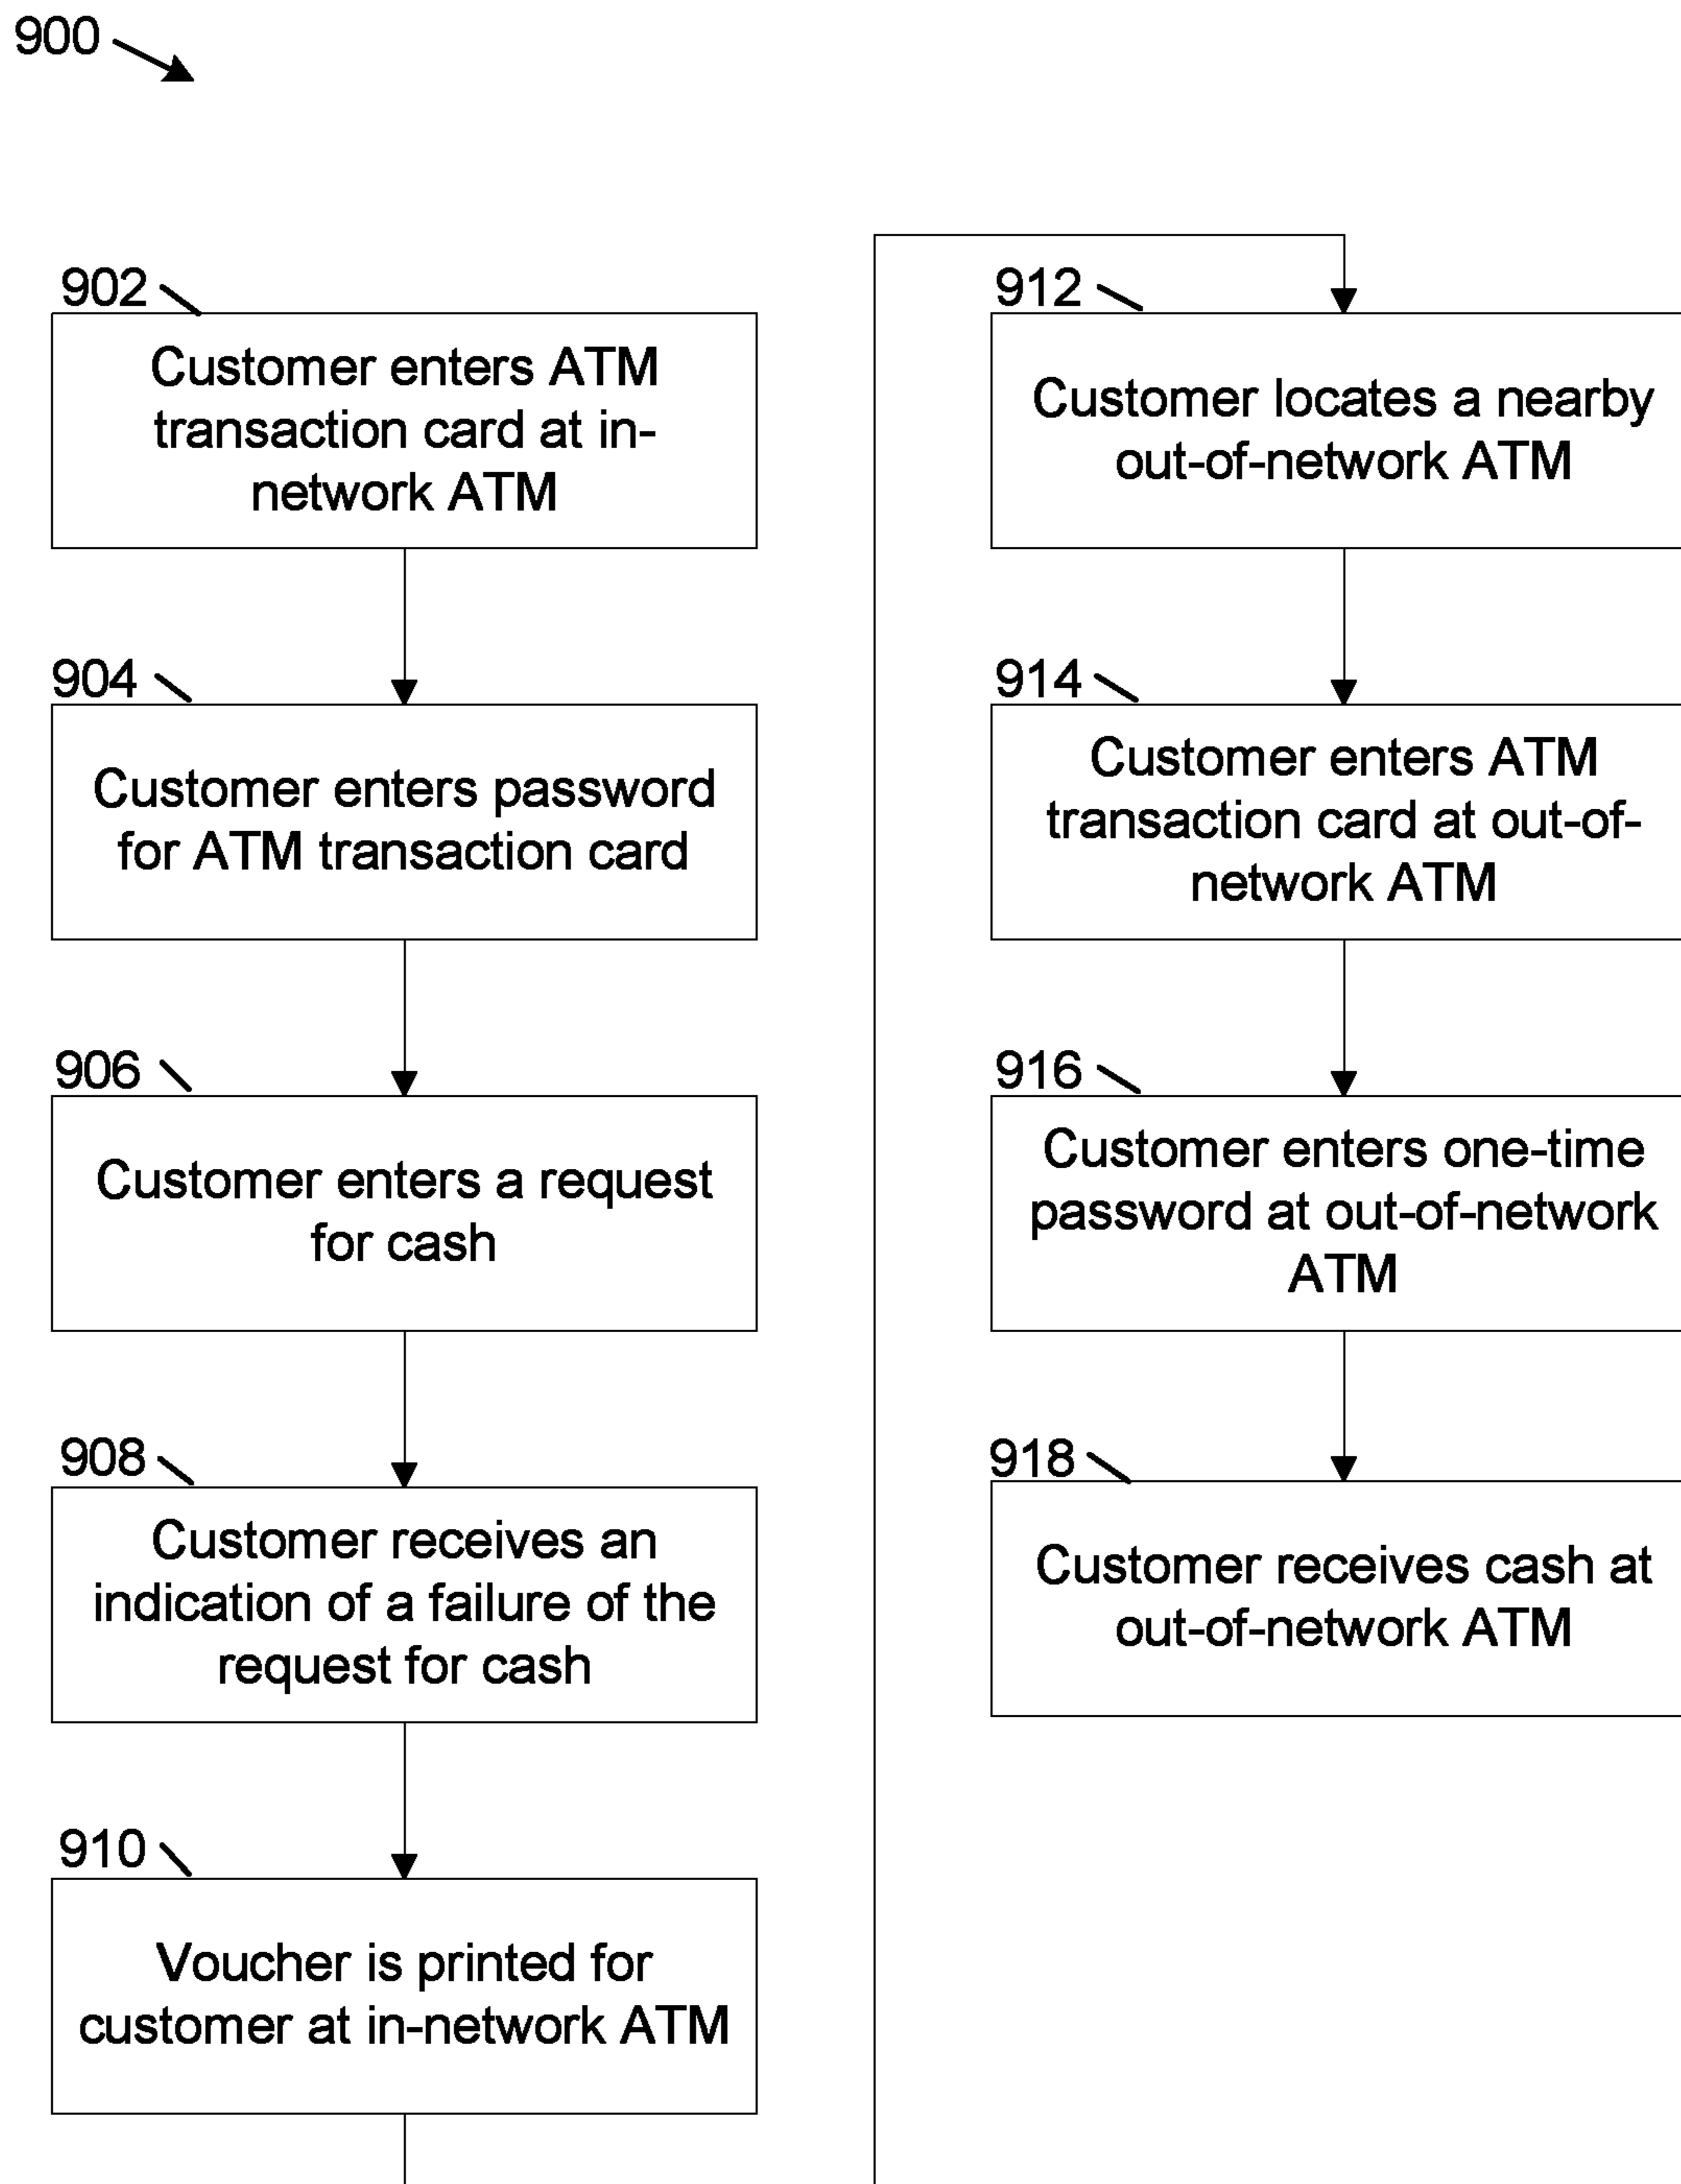 900
902
Customer enters ATM
transaction card at in-
network ATM
904
Customer enters password
for ATM transaction card
906
Customer enters a request
for cash
908
Customer receives an
indication of a failure of the
request for cash
910
Voucher is printed for
customer at in-network ATM
912
Customer locates a nearby
out-of-network ATM
914
Customer enters ATM
transaction card at out-of-
network ATM
916
Customer enters one-time
password at out-of-network
ATM
918
Customer receives cash at
out-of-network ATM